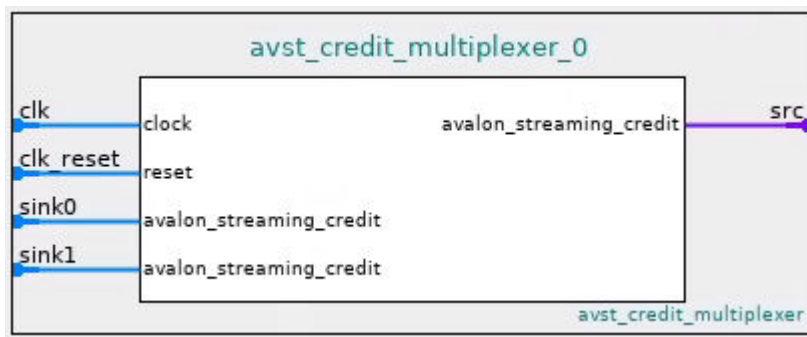 avst_credit_multiplexer_0
clk
clock
avalon_streaming_credit
src
clk_reset
reset
sink0
avalon_streaming_credit
sink1
avalon_streaming_credit
avst_credit_multiplexer